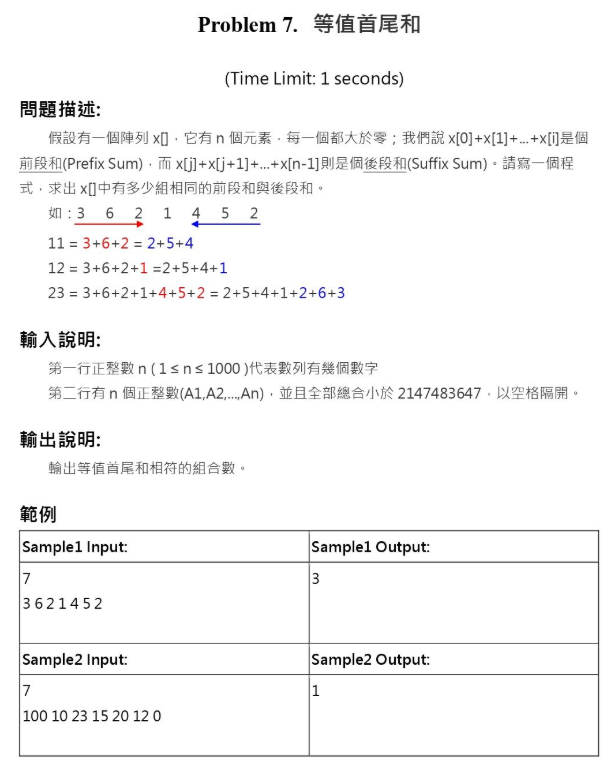 Problem 7. 等值首尾和
(Time Limit: 1 seconds)
問題描述:
假設有一個陣列 x[]，它有 n 個元素，每一個都大於零；我們說 x[0]+x[1]+...+x[i]是個
前段和(Prefix Sum)，而 x[j]+x[j+1]+...+x[n-1]則是個後段和(Suffix Sum)。請寫一個程
式，求出 x[]中有多少組相同的前段和與後段和。
如：3 6 2 1 4 5 2
11 = 3+6+2 = 2+5+4
12 = 3+6+2+1 =2+5+4+1
23 = 3+6+2+1+4+5+2 = 2+5+4+1+2+6+3
輸入說明:
第一行正整數 n ( 1 ≤ n ≤ 1000 )代表數列有幾個數字
第二行有 n 個正整數(A1,A2,...,An)，並且全部總合小於 2147483647，以空格隔開。
輸出說明:
輸出等值首尾和相符的組合數。
範例
Sample1 Input: Sample1 Output:
7 3
3 6 2 1 4 5 2
Sample2 Input: Sample2 Output:
7 1
100 10 23 15 20 12 0